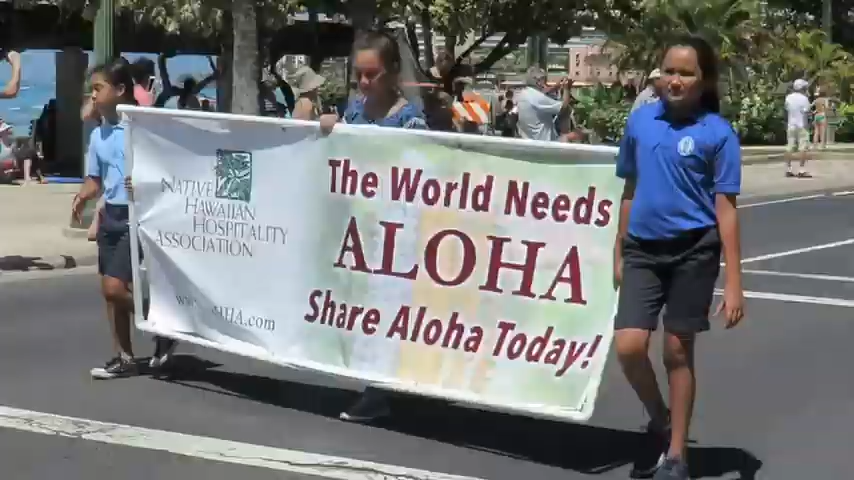 NATIVE
HAWAIIAN
HOSPITALITY
ASSOCIATION
The World Needs
ALOHA
Share Aloha Today!